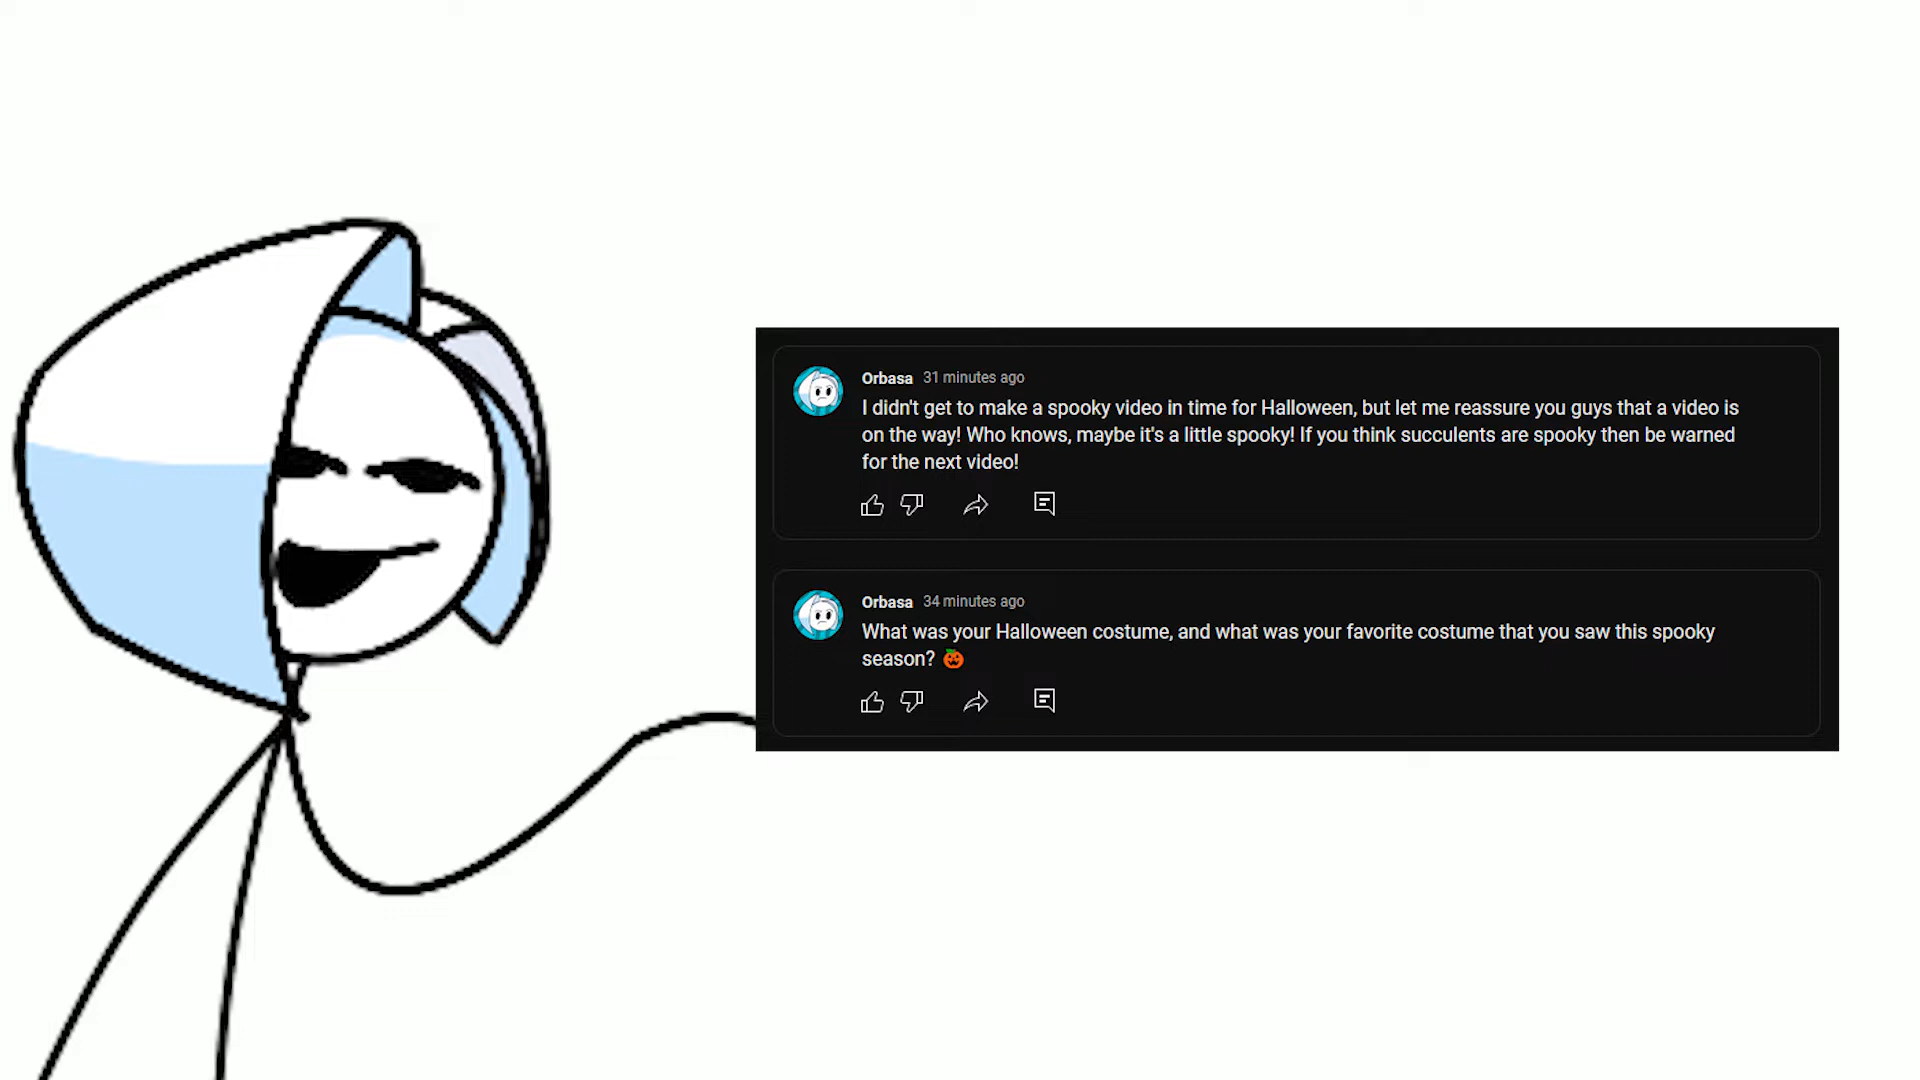 Orbasa 31 minutes ago
I didn't get to make a spooky video in time for Halloween, but let me reassure you guys that a video is
on the way! Who knows, maybe it's a little spooky! If you think succulents are spooky then be warned
for the next video!
Orbasa 34 minutes ago
What was your Halloween costume, and what was your favorite costume that you saw this spooky
season? 🎃